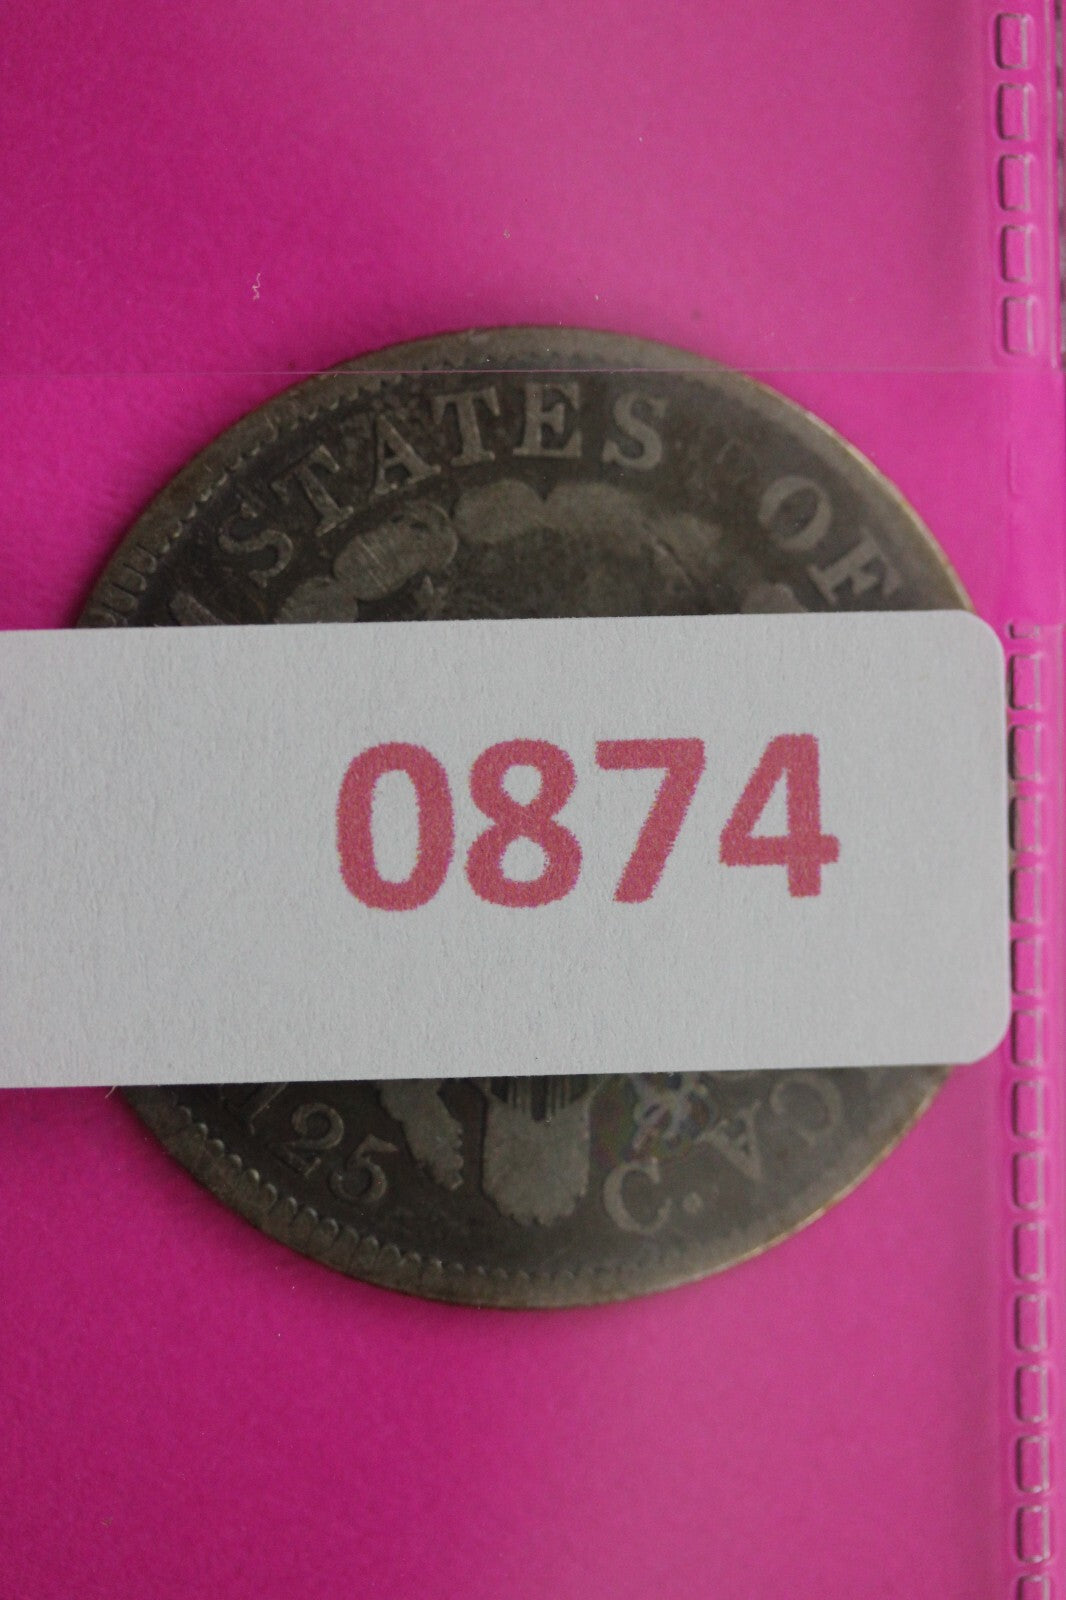 STATES OF
0874
25 C.